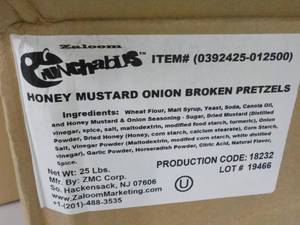 Zaloom
Crunchables™ ITEM# (0392425-012500)
HONEY MUSTARD ONION BROKEN PRETZELS
Ingredients: Wheat Flour, Malt Syrup, Yeast, Soda, Canola Oil,
and Honey Mustard & Onion Seasoning - Sugar, Dried Mustard (Distilled
vinegar, spice, salt, maltodextrin, modified food starch, turmeric), Onion
Powder, Dried Honey (Honey, corn starch, calcium stearate), Corn Starch,
Salt, Vinegar Powder (Maltodextrin, modified corn starch, white distilled
vinegar), Garlic Powder, Horseradish Powder, Citric Acid, Natural
Flavor, Spice.
Net Wt: 25 Lbs. PRODUCTION CODE: 18232
Mfg. By: ZMC Corp. LOT # 19466
So. Hackensack, NJ 07606
www.ZaloomMarketing.com
+1-(201)-488-3535 U